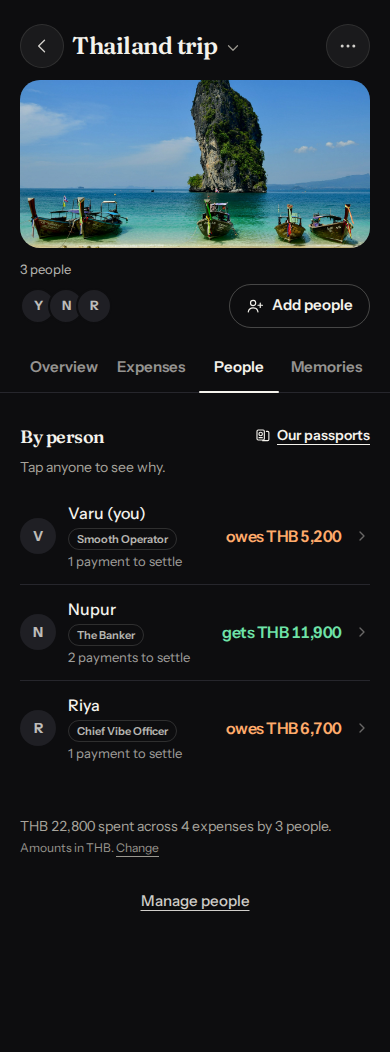 Thailand trip
3 people
Y N R
Add people
Overview Expenses People Memories
By person
Our passports
Tap anyone to see why.
Varu (you)
V
Smooth Operator
owes THB 5,200
1 payment to settle
Nupur
N
The Banker
gets THB 11,900
2 payments to settle
Riya
R
Chief Vibe Officer
owes THB 6,700
1 payment to settle
THB 22,800 spent across 4 expenses by 3 people.
Amounts in THB. Change
Manage people